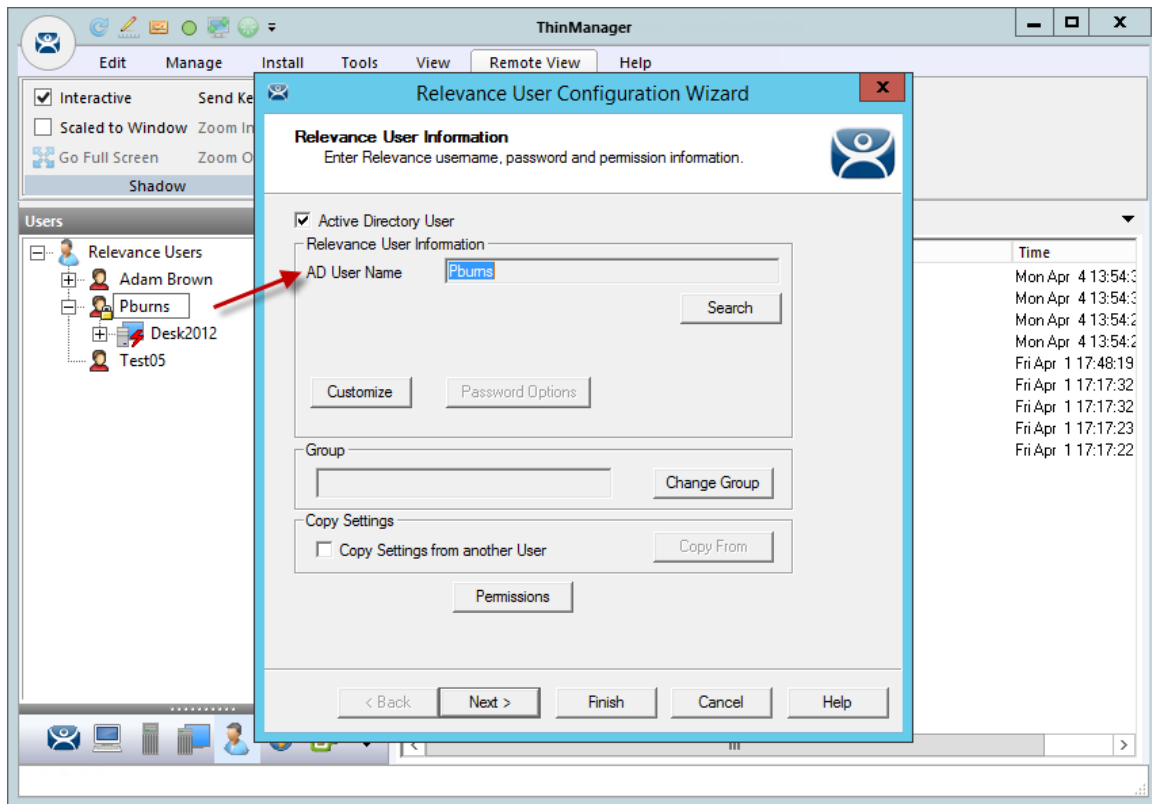 ThinManager
Edit Manage Install Tools View Remote View Help
Interactive Send Ke
Scaled to Window Zoom In
Go Full Screen Zoom O
Shadow
Relevance User Configuration Wizard
Relevance User Information
Enter Relevance username, password and permission information.
Users
Relevance Users
Adam Brown
Pburns
Desk2012
Test05
Active Directory User
Relevance User Information
AD User Name Pburns
Search
Customize Password Options
Group
Change Group
Copy Settings
Copy Settings from another User Copy From
Permissions
< Back Next > Finish Cancel Help
Time
Mon Apr 4 13:54:3
Mon Apr 4 13:54:3
Mon Apr 4 13:54:2
Mon Apr 4 13:54:2
Fri Apr 1 17:48:19
Fri Apr 1 17:17:32
Fri Apr 1 17:17:32
Fri Apr 1 17:17:23
Fri Apr 1 17:17:22